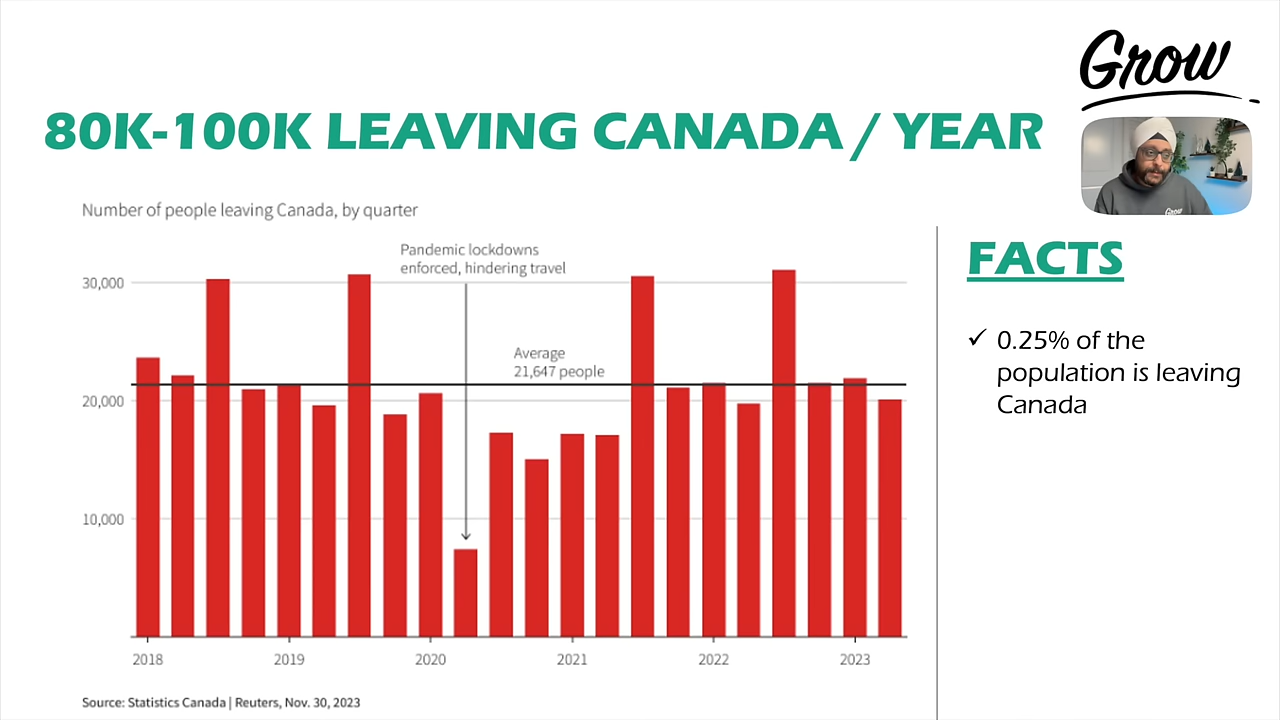 Grow
80K-100K LEAVING CANADA / YEAR
Number of people leaving Canada, by quarter
Pandemic lockdowns
enforced, hindering travel
30,000
Average
21,647 people
20,000
10,000
2018 2019 2020 2021 2022 2023
Source: Statistics Canada | Reuters, Nov. 30, 2023
Grow
FACTS
✓ 0.25% of the
population is leaving
Canada